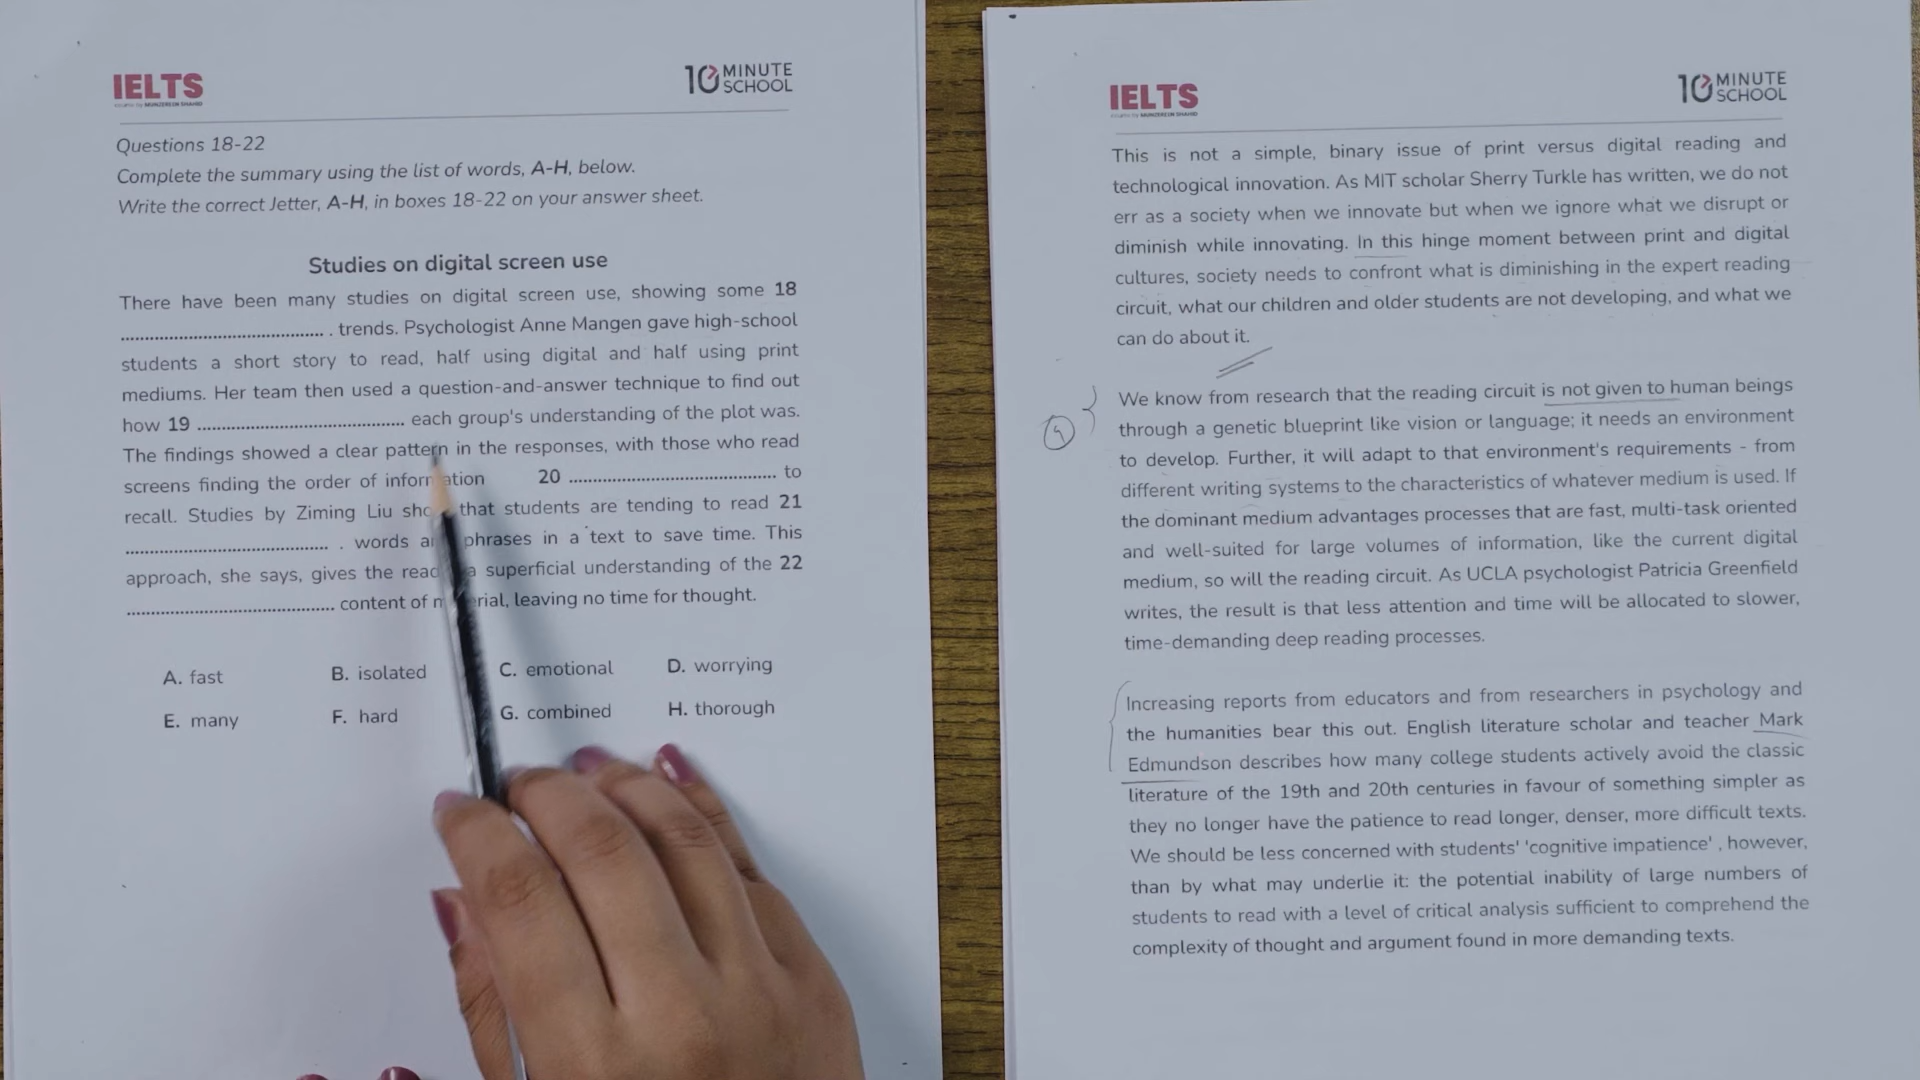 IELTS
10 MINUTE SCHOOL
Questions 18-22
Complete the summary using the list of words, A-H, below.
Write the correct Jetter, A-H, in boxes 18-22 on your answer sheet.
Studies on digital screen use
There have been many studies on digital screen use, showing some 18
.................................... . trends. Psychologist Anne Mangen gave high-school
students a short story to read, half using digital and half using print
mediums. Her team then used a question-and-answer technique to find out
how 19 .................................... each group's understanding of the plot was.
The findings showed a clear pattern in the responses, with those who read
screens finding the order of information 20 .................................... to
recall. Studies by Ziming Liu that students are tending to read 21
.................................... . words phrases in a text to save time. This
approach, she says, gives the a superficial understanding of the 22
.................................... content of leaving no time for thought.
A. fast B. isolated C. emotional D. worrying
E. many F. hard G. combined H. thorough
IELTS
10 MINUTE SCHOOL
This is not a simple, binary issue of print versus digital reading and
technological innovation. As MIT scholar Sherry Turkle has written, we do not
err as a society when we innovate but when we ignore what we disrupt or
diminish while innovating. In this hinge moment between print and digital
cultures, society needs to confront what is diminishing in the expert reading
circuit, what our children and older students are not developing, and what we
can do about it.
We know from research that the reading circuit is not given to human beings
through a genetic blueprint like vision or language; it needs an environment
to develop. Further, it will adapt to that environment's requirements - from
different writing systems to the characteristics of whatever medium is used. If
the dominant medium advantages processes that are fast, multi-task oriented
and well-suited for large volumes of information, like the current digital
medium, so will the reading circuit. As UCLA psychologist Patricia Greenfield
writes, the result is that less attention and time will be allocated to slower,
time-demanding deep reading processes.
Increasing reports from educators and from researchers in psychology and
the humanities bear this out. English literature scholar and teacher Mark
Edmundson describes how many college students actively avoid the classic
literature of the 19th and 20th centuries in favour of something simpler as
they no longer have the patience to read longer, denser, more difficult texts.
We should be less concerned with students' 'cognitive impatience' , however,
than by what may underlie it: the potential inability of large numbers of
students to read with a level of critical analysis sufficient to comprehend the
complexity of thought and argument found in more demanding texts.